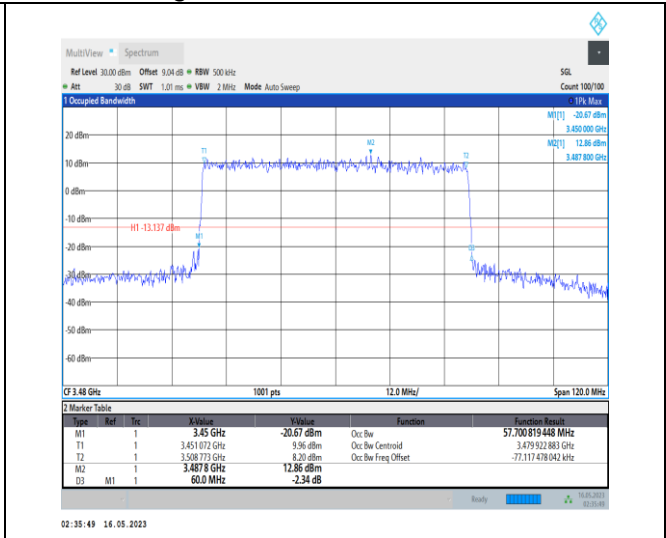 MultiView Spectrum
Ref Level 30.00 dBm Offset 9.04 dB RBW 500 kHz SGL
Att 30 dB SWT 1.01 ms VBW 2 MHz Mode Auto Sweep Count 100/100
1 Occupied Bandwidth 1Pk Max
M1[1] -20.67 dBm
3.450 000 GHz
M2[1] 12.86 dBm
3.487 800 GHz
20 dBm
M2
T1
T2
10 dBm
0 dBm
-10 dBm
H1 -13.137 dBm
M1
-20 dBm
D3
-30 dBm
-40 dBm
-50 dBm
-60 dBm
CF 3.48 GHz 1001 pts 12.0 MHz/ Span 120.0 MHz
2 Marker Table
Type Ref Trc X-Value Y-Value Function Function Result
M1 1 3.45 GHz -20.67 dBm Occ Bw 57.700 819 448 MHz
T1 1 3.451 072 GHz 9.96 dBm Occ Bw Centroid 3.479 922 883 GHz
T2 1 3.508 773 GHz 8.20 dBm Occ Bw Freq Offset -77.117 478 042 kHz
M2 1 3.487 8 GHz 12.86 dBm
D3 M1 1 60.0 MHz -2.34 dB
Ready 16.05.2023
02:35:49
02:35:49 16.05.2023